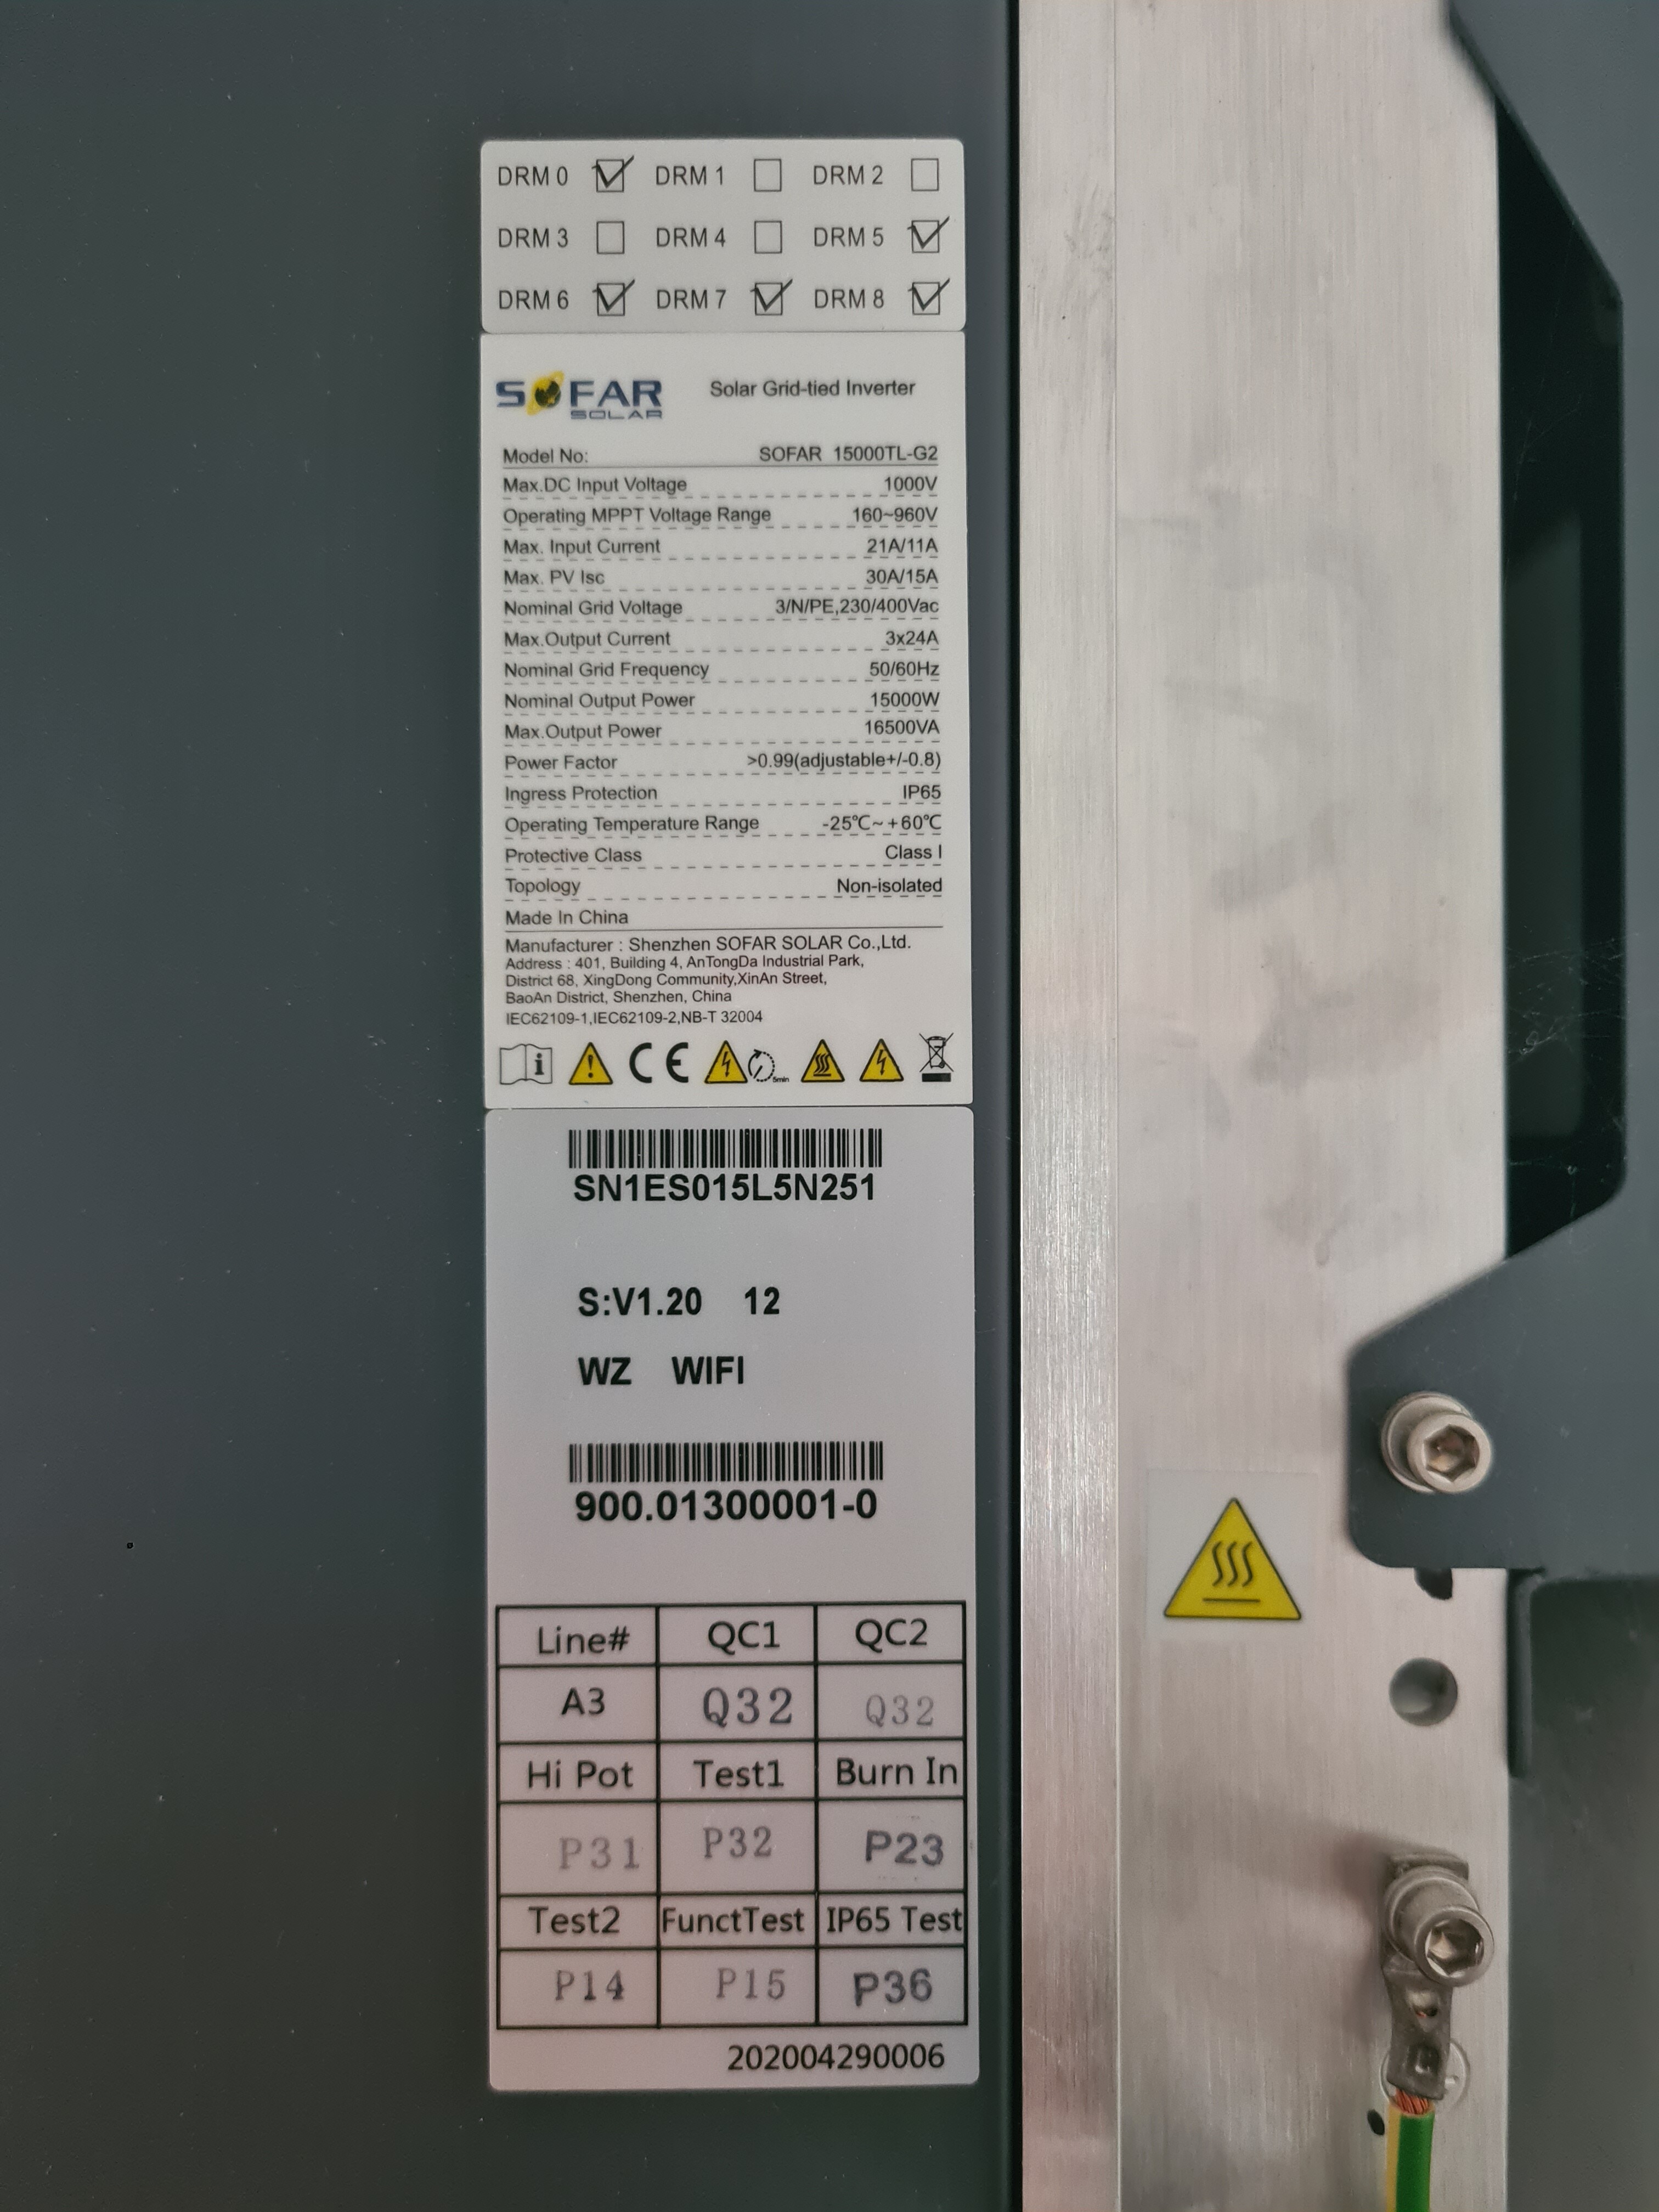 DRM 0 DRM 1 DRM 2
DRM 3 DRM 4 DRM 5
DRM 6 DRM 7 DRM 8
SOFAR SOLAR Solar Grid-tied Inverter
Model No: SOFAR 15000TL-G2
Max.DC Input Voltage 1000V
Operating MPPT Voltage Range 160~960V
Max. Input Current 21A/11A
Max. PV Isc 30A/15A
Nominal Grid Voltage 3/N/PE,230/400Vac
Max.Output Current 3x24A
Nominal Grid Frequency 50/60Hz
Nominal Output Power 15000W
Max.Output Power 16500VA
Power Factor >0.99(adjustable+/-0.8)
Ingress Protection IP65
Operating Temperature Range -25℃~+60℃
Protective Class Class I
Topology Non-isolated
Made In China
Manufacturer : Shenzhen SOFAR SOLAR Co.,Ltd.
Address : 401, Building 4, AnTongDa Industrial Park,
District 68, XingDong Community,XinAn Street,
BaoAn District, Shenzhen, China
IEC62109-1,IEC62109-2,NB-T 32004
CE 5min
SN1ES015L5N251
S:V1.20 12
WZ WIFI
900.01300001-0
Line# QC1 QC2
A3 Q32 Q32
Hi Pot Test1 Burn In
P31 P32 P23
Test2 FunctTest IP65 Test
P14 P15 P36
202004290006